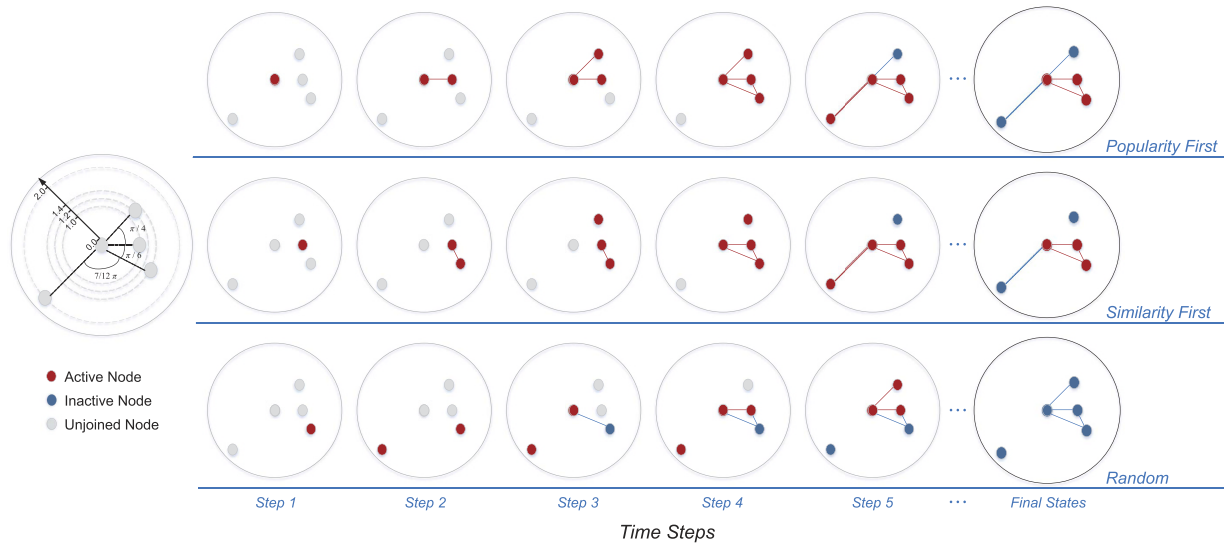 Popularity First
2.0
1.4
1.2
1.0
0.0
π / 4
π / 6
7/12 π
Similarity First
Active Node
Inactive Node
Unjoined Node
Random
Step 1 Step 2 Step 3 Step 4 Step 5 ··· Final States
Time Steps